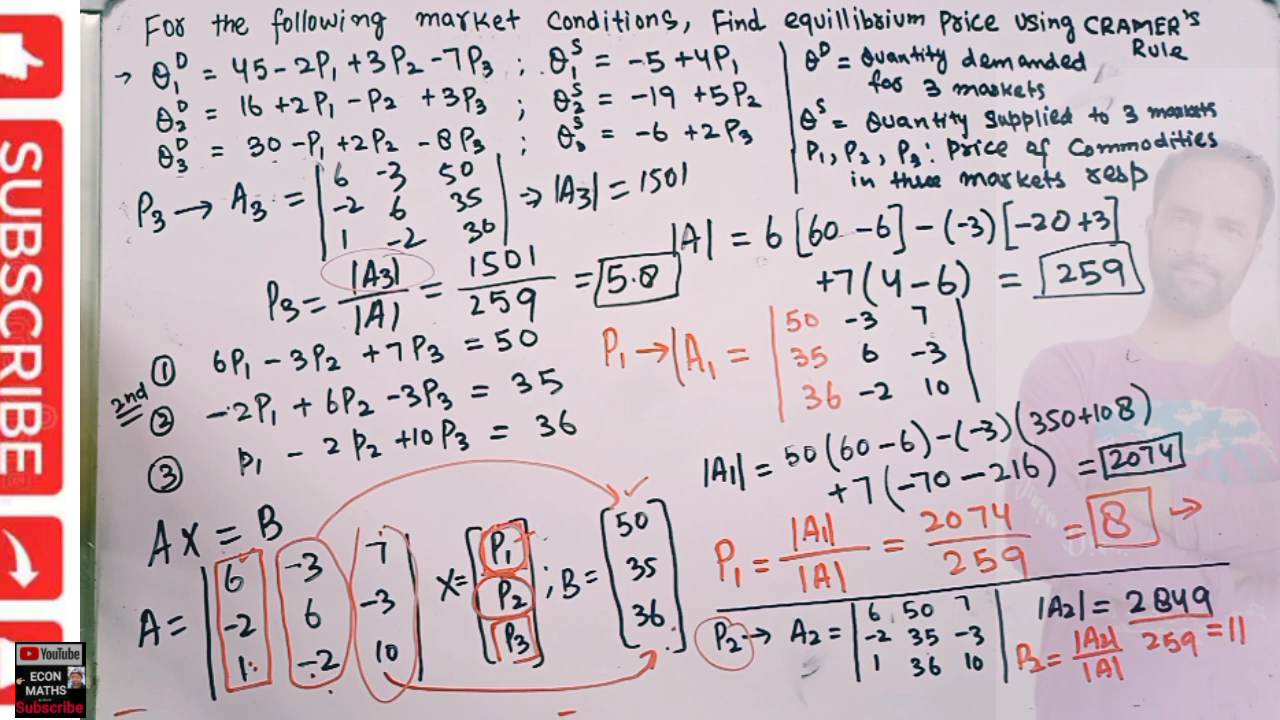 For the following market Conditions, Find equillibrium Price using CRAMER's Rule
→ Q₁ᴰ = 45-2P₁+3P₂-7P₃ ; Q₁ˢ = -5+4P₁
Q₂ᴰ = 16+2P₁-P₂+3P₃ ; Q₂ˢ = -19+5P₂
Q₃ᴰ = 30-P₁+2P₂-8P₃ ; Q₃ˢ = -6+2P₃
Qᴰ = Quantity demanded
for 3 markets
Qˢ = Quantity supplied to 3 markets
P₁, P₂, P₃ : Price of Commodities
in these markets resp
P₃ → A₃ = | 6 -3 50 | → |A₃| = 1501
| -2 6 35 |
| 1 -2 36 |
P₃ = |A₃| / |A| = 1501 / 259 = 5.8
|A| = 6[60-6]-(-3)[-20+3]
+7(4-6) = 259
① 6P₁ - 3P₂ + 7P₃ = 50
2nd ② -2P₁ + 6P₂ - 3P₃ = 35
③ P₁ - 2P₂ + 10P₃ = 36
P₁ → |A₁ = | 50 -3 7 |
| 35 6 -3 |
| 36 -2 10 |
|A₁| = 50(60-6)-(-3)(350+108)
+7(-70-216) = 2074
P₁ = |A₁| / |A| = 2074 / 259 = 8 →
AX = B
A = | 6 -3 7 | X = [ P₁ ] ; B = [ 50 ]
| -2 6 -3 | [ P₂ ] [ 35 ]
| 1 -2 10 | [ P₃ ] [ 36 ]
P₂ → A₂ = | 6 50 7 | |A₂| = 2849
| -2 35 -3 |
| 1 36 10 |
P₂ = |A₂| / |A| 2849 / 259 = 11
SUBSCRIBE
YouTube
ECON
MATHS
Subscribe